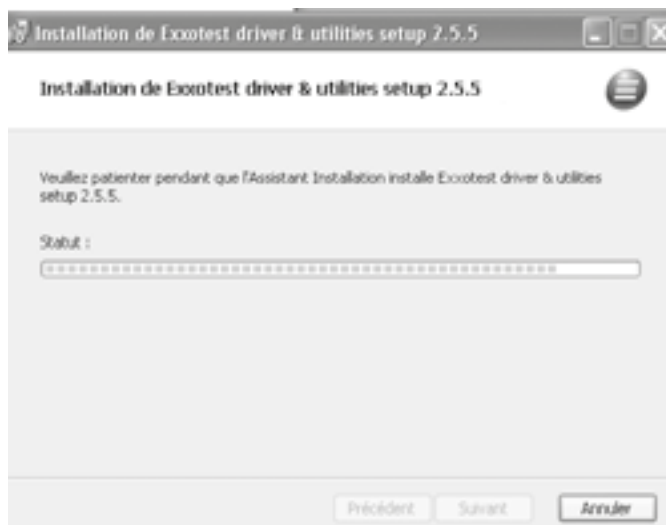 Installation de Exxotest driver & utilities setup 2.5.5
Installation de Exxotest driver & utilities setup 2.5.5
Veuillez patienter pendant que l'Assistant Installation installe Exxotest driver & utilities
setup 2.5.5.
Statut :
Précédent Suivant Annuler